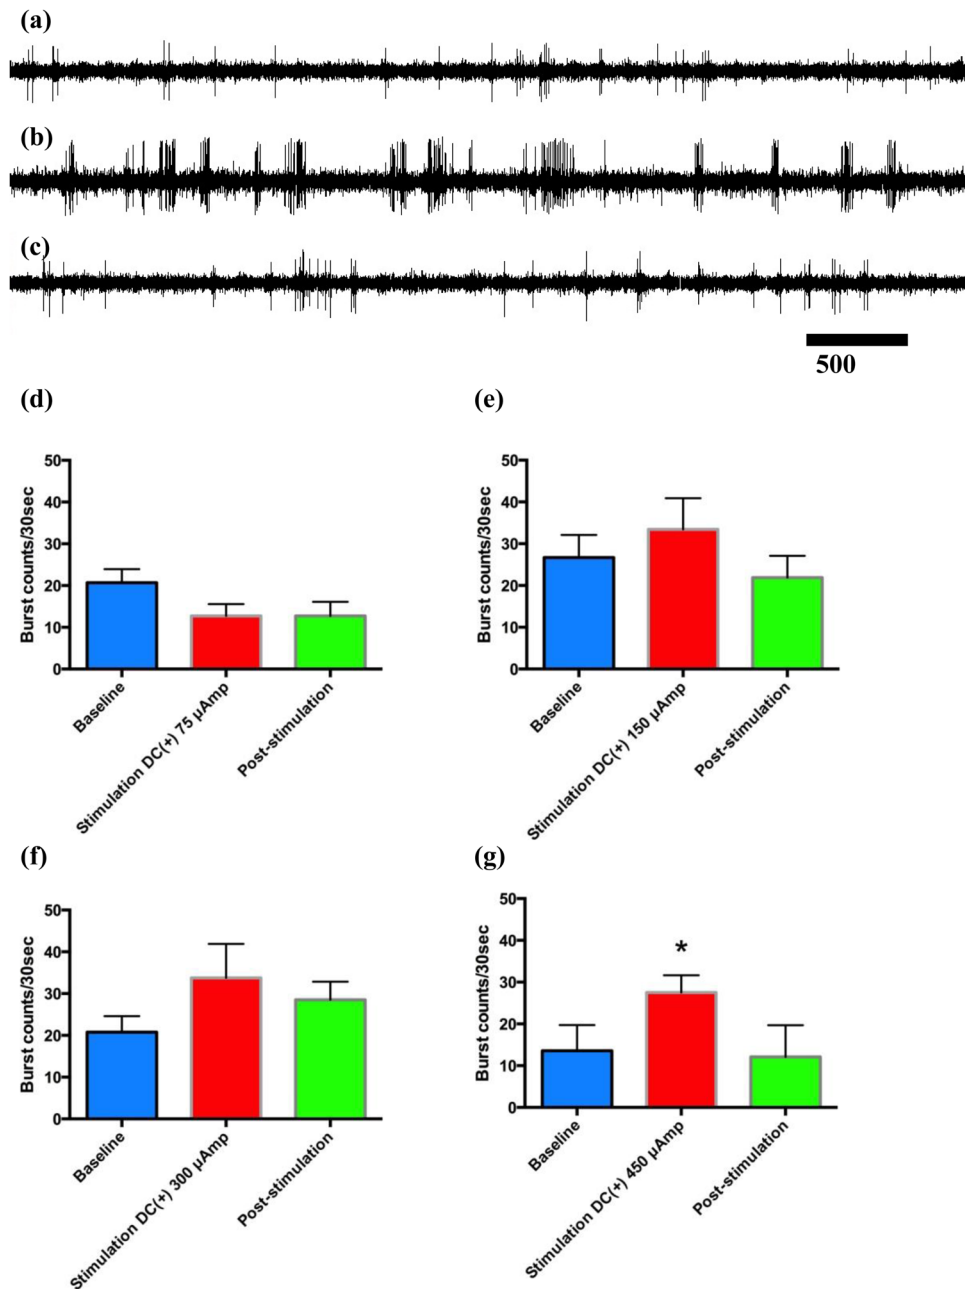 (a)
(b)
(c)
500
(d)
(e)
Burst counts/30sec
50
40
30
20
10
0
Baseline
Stimulation DC(+) 75 µAmp
Post-stimulation
Burst counts/30sec
50
40
30
20
10
0
Baseline
Stimulation DC(+) 150 µAmp
Post-stimulation
(f)
(g)
Burst counts/30sec
50
40
30
20
10
0
Baseline
Stimulation DC(+) 300 µAmp
Post-stimulation
Burst counts/30sec
50
40
30
20
10
0
*
Baseline
Stimulation DC(+) 450 µAmp
Post-stimulation